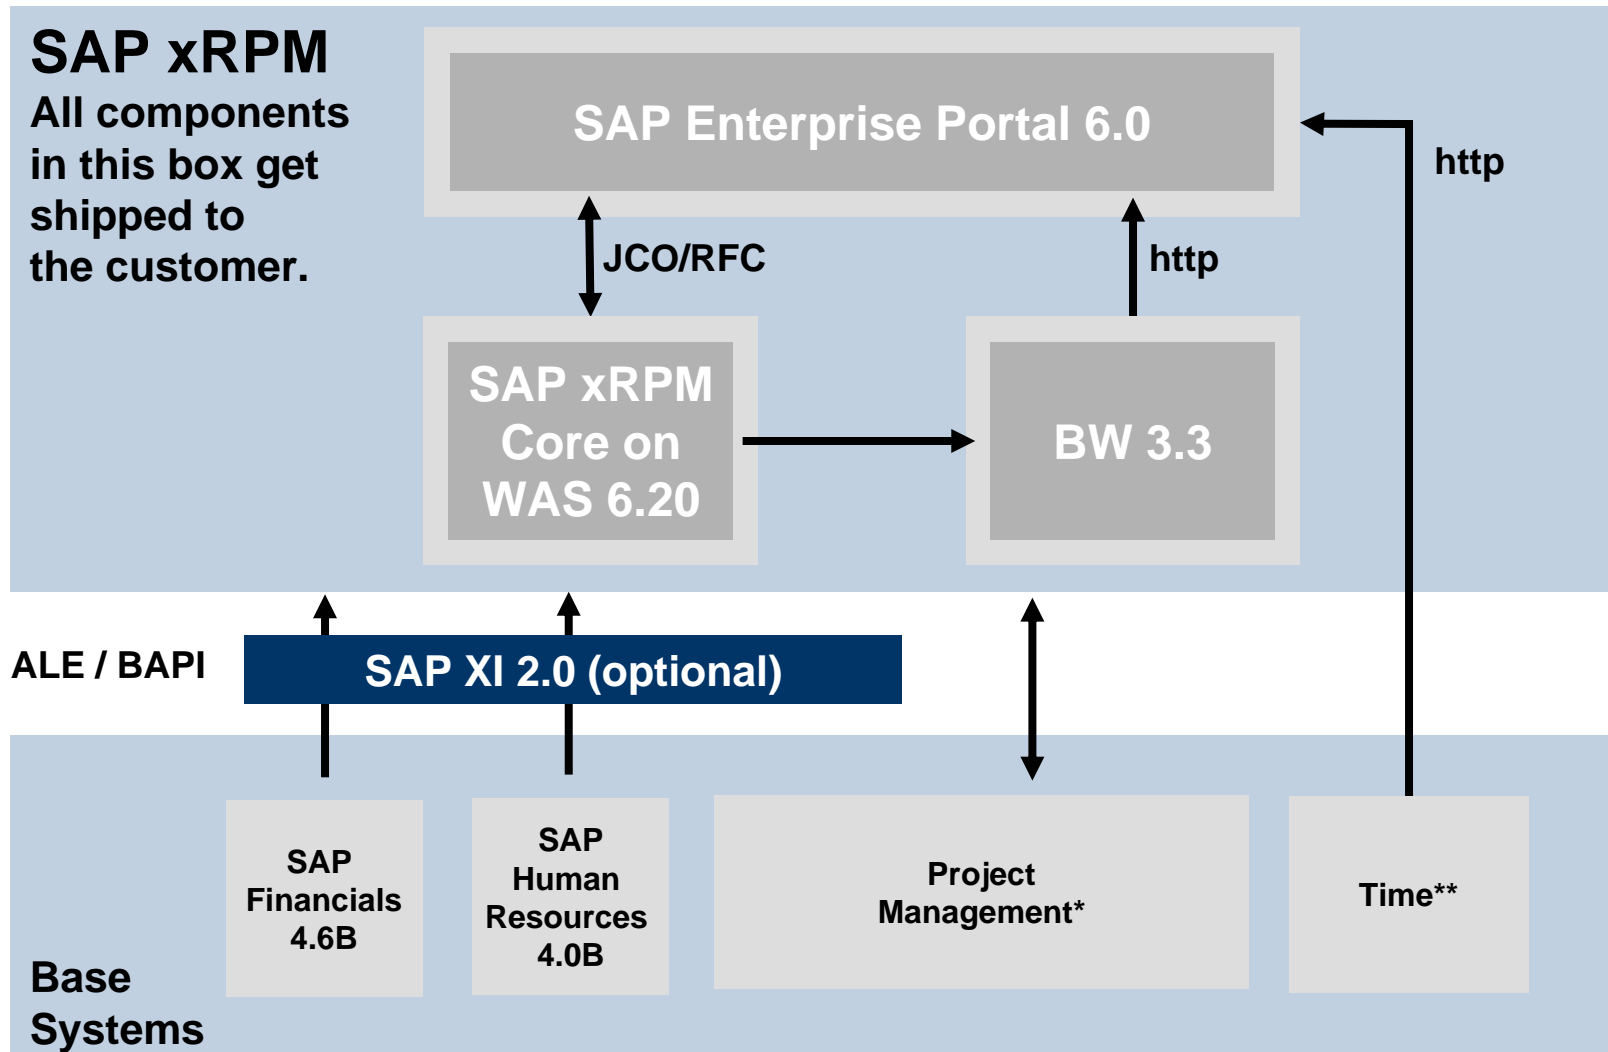 SAP xRPM
All components
in this box get
shipped to
the customer.
SAP Enterprise Portal 6.0
http
JCO/RFC
http
SAP xRPM
Core on
WAS 6.20
BW 3.3
ALE / BAPI
SAP XI 2.0 (optional)
SAP
Financials
4.6B
SAP
Human
Resources
4.0B
Project
Management*
Time**
Base
Systems